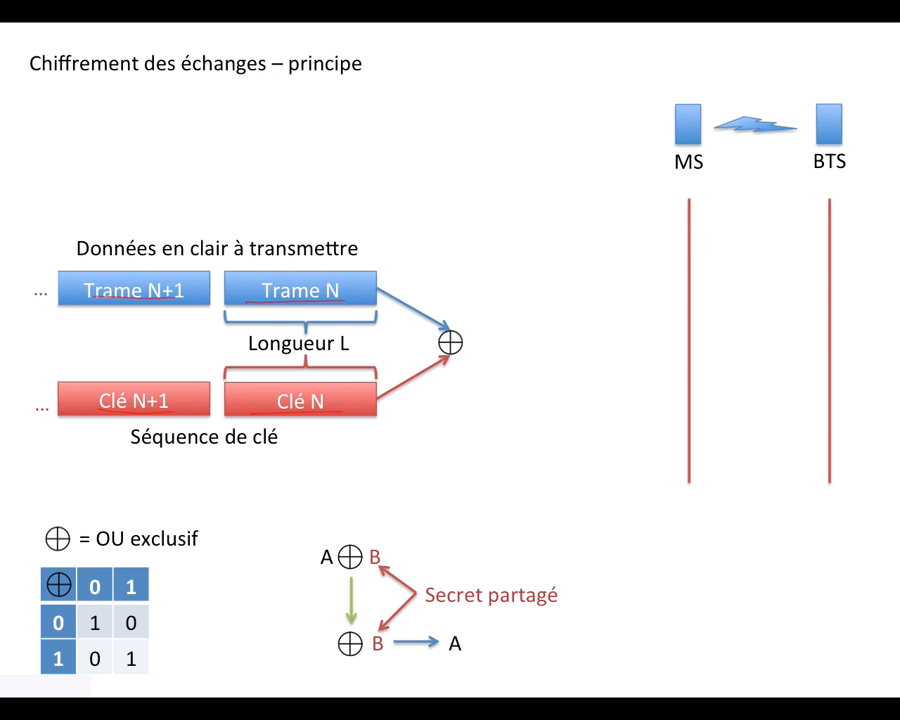 Chiffrement des échanges – principe
MS
BTS
Données en clair à transmettre
... Trame N+1 Trame N
Longueur L
... Clé N+1 Clé N
Séquence de clé
⊕ = OU exclusif
⊕ 0 1
0 1 0
1 0 1
A ⊕ B
Secret partagé
⊕ B A